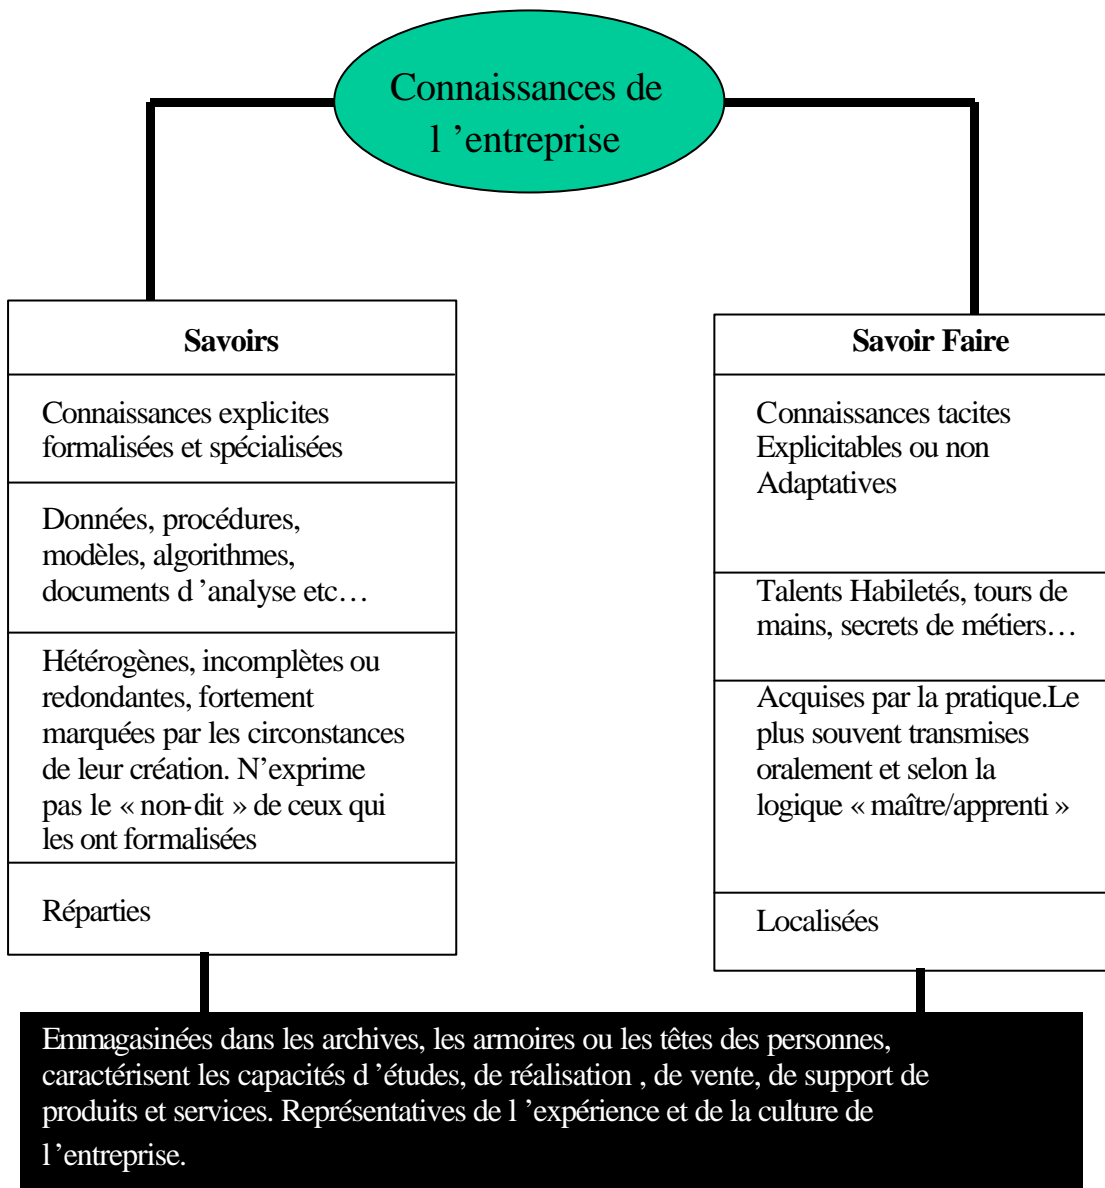 Connaissances de
l ’entreprise
Savoirs
Connaissances explicites
formalisées et spécialisées
Données, procédures,
modèles, algorithmes,
documents d ’analyse etc…
Hétérogènes, incomplètes ou
redondantes, fortement
marquées par les circonstances
de leur création. N’exprime
pas le « non-dit » de ceux qui
les ont formalisées
Réparties
Savoir Faire
Connaissances tacites
Explicitables ou non
Adaptatives
Talents Habiletés, tours de
mains, secrets de métiers…
Acquises par la pratique.Le
plus souvent transmises
oralement et selon la
logique « maître/apprenti »
Localisées
Emmagasinées dans les archives, les armoires ou les têtes des personnes,
caractérisent les capacités d ’études, de réalisation , de vente, de support de
produits et services. Représentatives de l ’expérience et de la culture de
l ’entreprise.